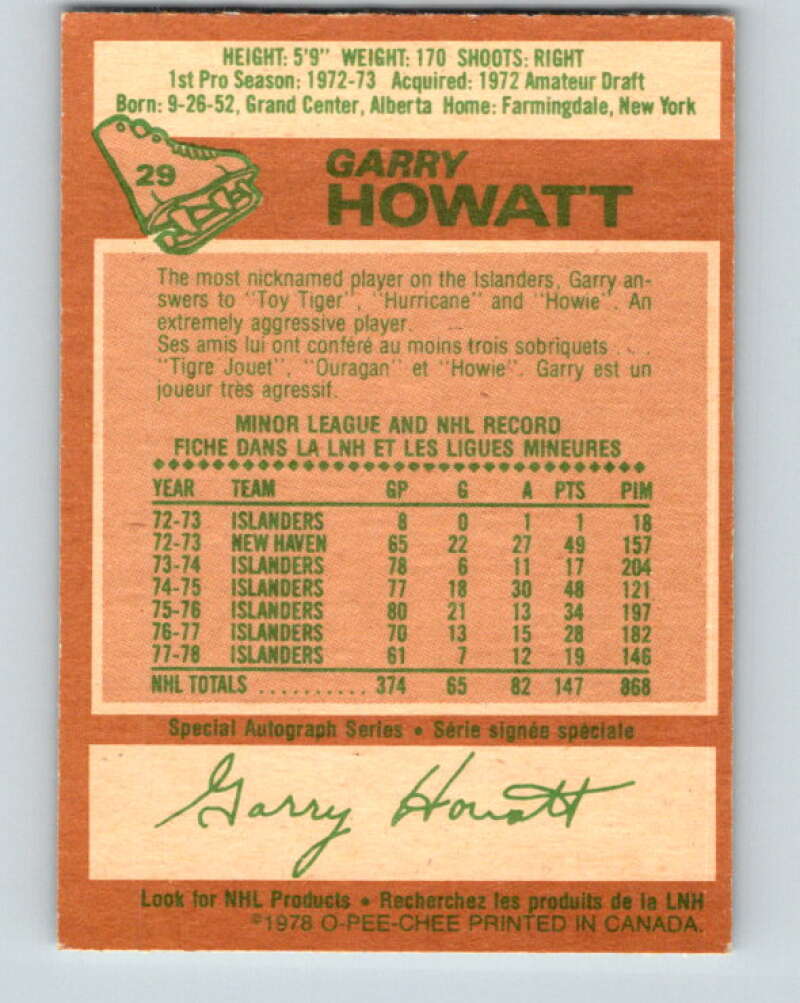 HEIGHT: 5'9" WEIGHT: 170 SHOOTS: RIGHT
1st Pro Season: 1972-73 Acquired: 1972 Amateur Draft
Born: 9-26-52, Grand Center, Alberta Home: Farmingdale, New York
29
GARRY
HOWATT
The most nicknamed player on the Islanders, Garry an-
swers to "Toy Tiger", "Hurricane" and "Howie". An
extremely aggressive player.
Ses amis lui ont conféré au moins trois sobriquets . . .
"Tigre Jouet", "Ouragan" et "Howie". Garry est un
joueur très agressif.
MINOR LEAGUE AND NHL RECORD
FICHE DANS LA LNH ET LES LIGUES MINEURES
YEAR TEAM GP G A PTS PIM
72-73 ISLANDERS 8 0 1 1 18
72-73 NEW HAVEN 65 22 27 49 157
73-74 ISLANDERS 78 6 11 17 204
74-75 ISLANDERS 77 18 30 48 121
75-76 ISLANDERS 80 21 13 34 197
76-77 ISLANDERS 70 13 15 28 182
77-78 ISLANDERS 61 7 12 19 146
NHL TOTALS .......... 374 65 82 147 868
Special Autograph Series • Série signée spéciale
Garry Howatt
Look for NHL Products • Recherchez les produits de la LNH
©1978 O-PEE-CHEE PRINTED IN CANADA.